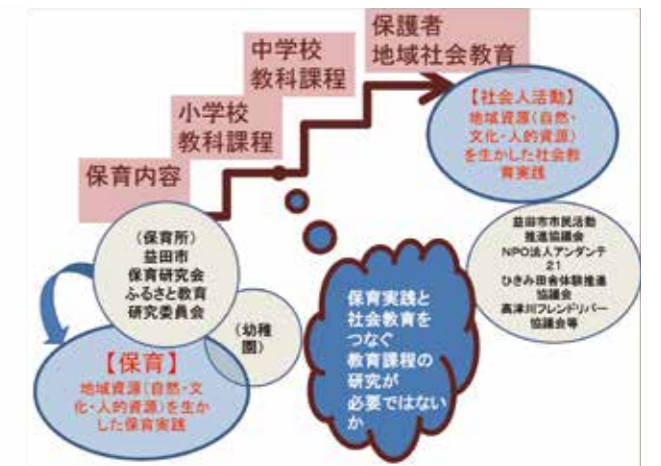 保護者
地域社会教育
中学校
教科課程
小学校
教科課程
保育内容
【社会人活動】
地域資源(自然・
文化・人的資源)
を生かした社会教
育実践
益田市市民活動
推進協議会
NPO法人アンダンテ
21
ひきみ田舎体験推進
協議会
高津川フレンドリバー
協議会等
(保育所)
益田市
保育研究会
ふるさと教育
研究委員会
(幼稚
園)
【保育】
地域資源(自然・文
化・人的資源)を生か
した保育実践
保育実践と
社会教育を
つなぐ
教育課程の
研究が
必要ではない
か